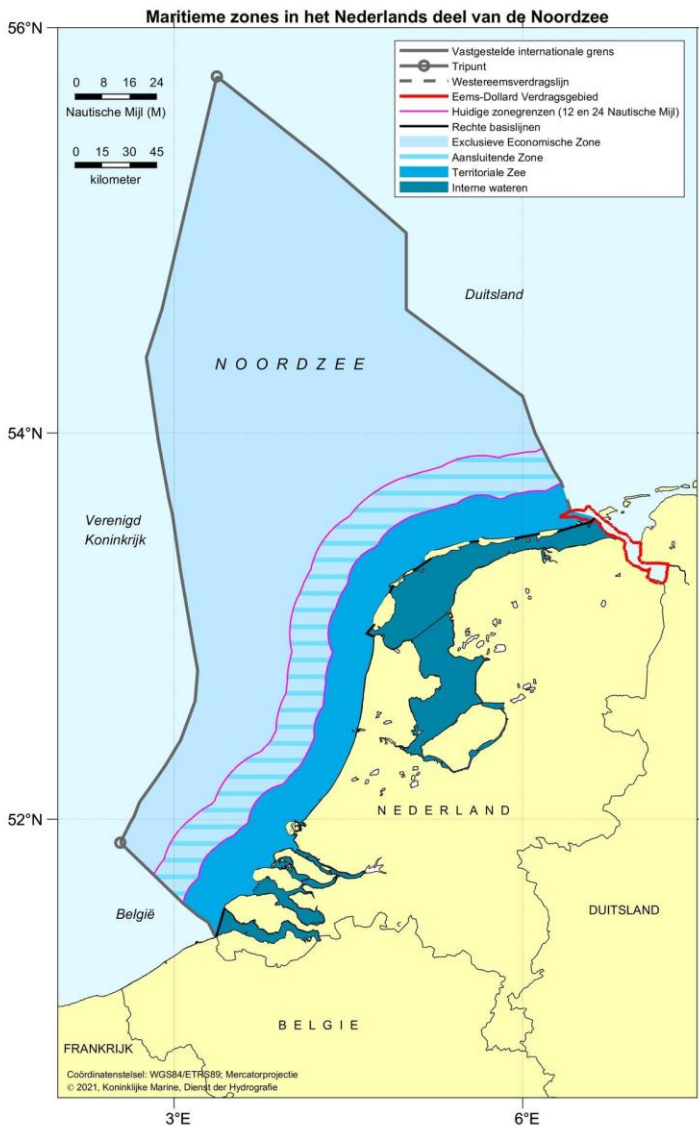 Maritieme zones in het Nederlands deel van de Noordzee
56°N
0 8 16 24
Nautische Mijl (M)
0 15 30 45
kilometer
Vastgestelde internationale grens
Tripunt
Westereemsverdragslijn
Eems-Dollard Verdragsgebied
Huidige zonegrenzen (12 en 24 Nautische Mijl)
Rechte basislijnen
Exclusieve Economische Zone
Aansluitende Zone
Territoriale Zee
Interne wateren
Duitsland
NOORDZEE
54°N
Verenigd
Koninkrijk
52°N
NEDERLAND
België
DUITSLAND
BELGIE
FRANKRIJK
Coördinatenstelsel: WGS84/ETRS89; Mercatorprojectie
© 2021, Koninklijke Marine, Dienst der Hydrografie
3°E
6°E